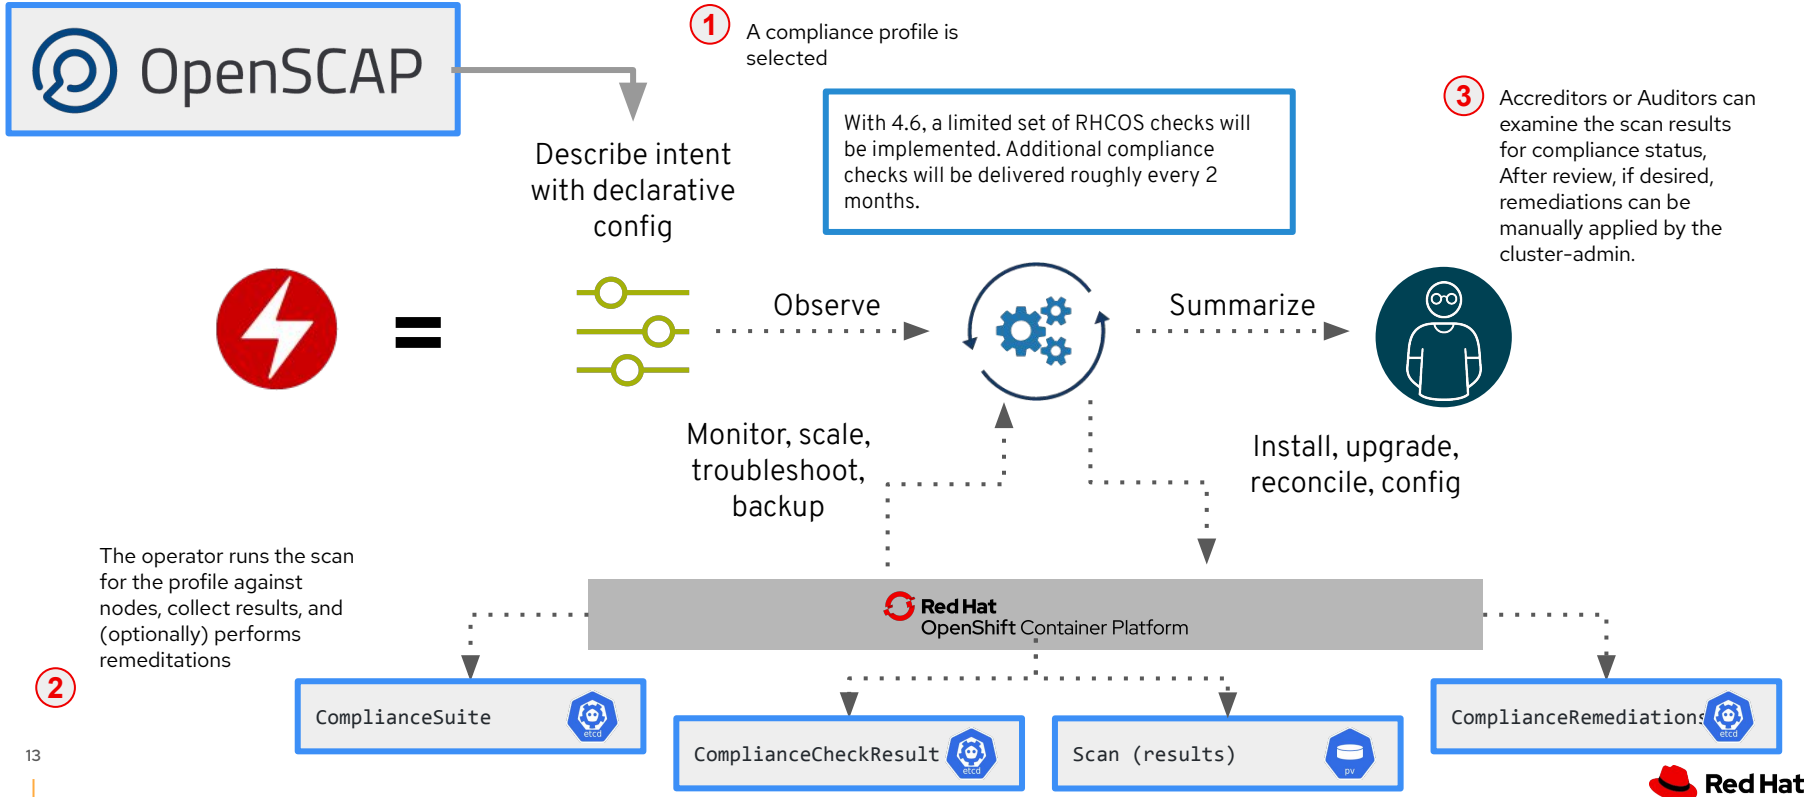 OpenSCAP
1
A compliance profile is
selected
With 4.6, a limited set of RHCOS checks will
be implemented. Additional compliance
checks will be delivered roughly every 2
months.
3
Accreditors or Auditors can
examine the scan results
for compliance status,
After review, if desired,
remediations can be
manually applied by the
cluster-admin.
Describe intent
with declarative
config
=
Observe
Summarize
Monitor, scale,
troubleshoot,
backup
Install, upgrade,
reconcile, config
The operator runs the scan
for the profile against
nodes, collect results, and
(optionally) performs
remeditations
2
Red Hat
OpenShift Container Platform
ComplianceSuite
etcd
ComplianceCheckResult
etcd
Scan (results)
pv
ComplianceRemediations
etcd
13
Red Hat